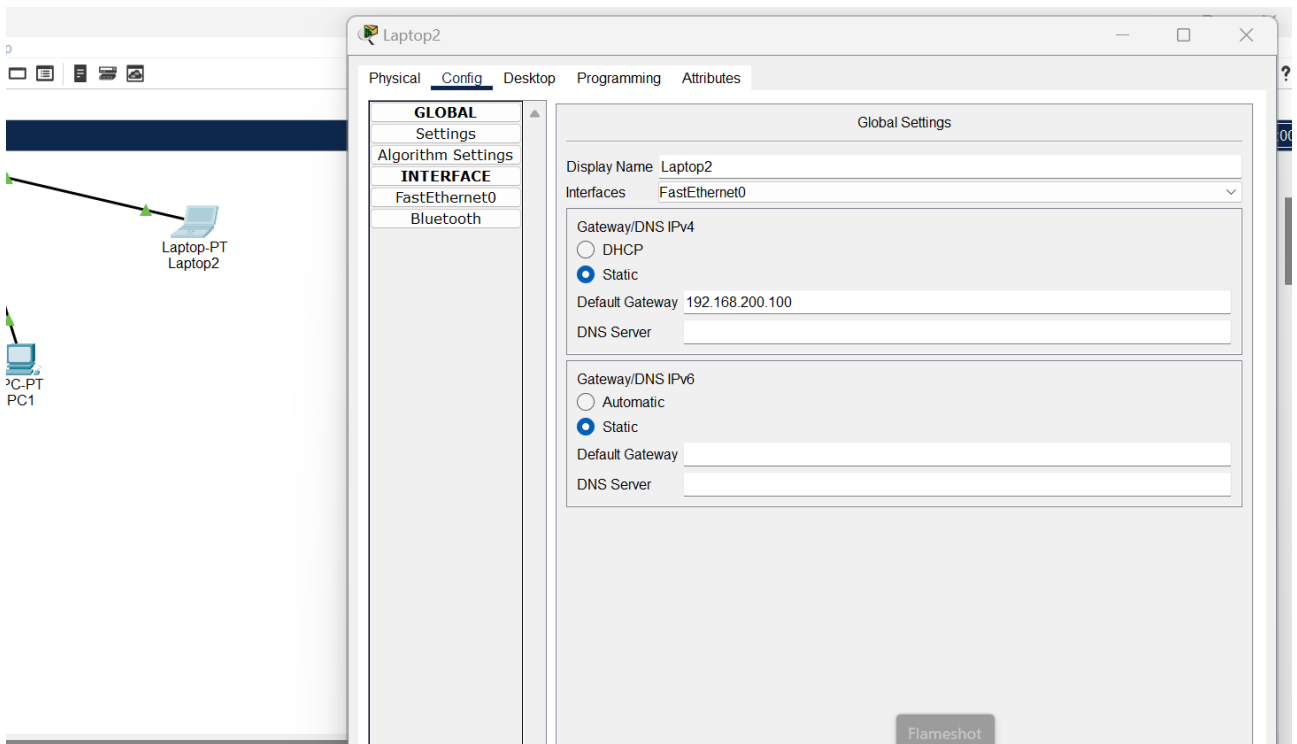 Laptop2
Physical Config Desktop Programming Attributes
GLOBAL
Settings
Algorithm Settings
INTERFACE
FastEthernet0
Bluetooth
Global Settings
Display Name Laptop2
Interfaces FastEthernet0
Gateway/DNS IPv4
DHCP
Static
Default Gateway 192.168.200.100
DNS Server
Gateway/DNS IPv6
Automatic
Static
Default Gateway
DNS Server
Flameshot
Laptop-PT
Laptop2
PC-PT
PC1
?